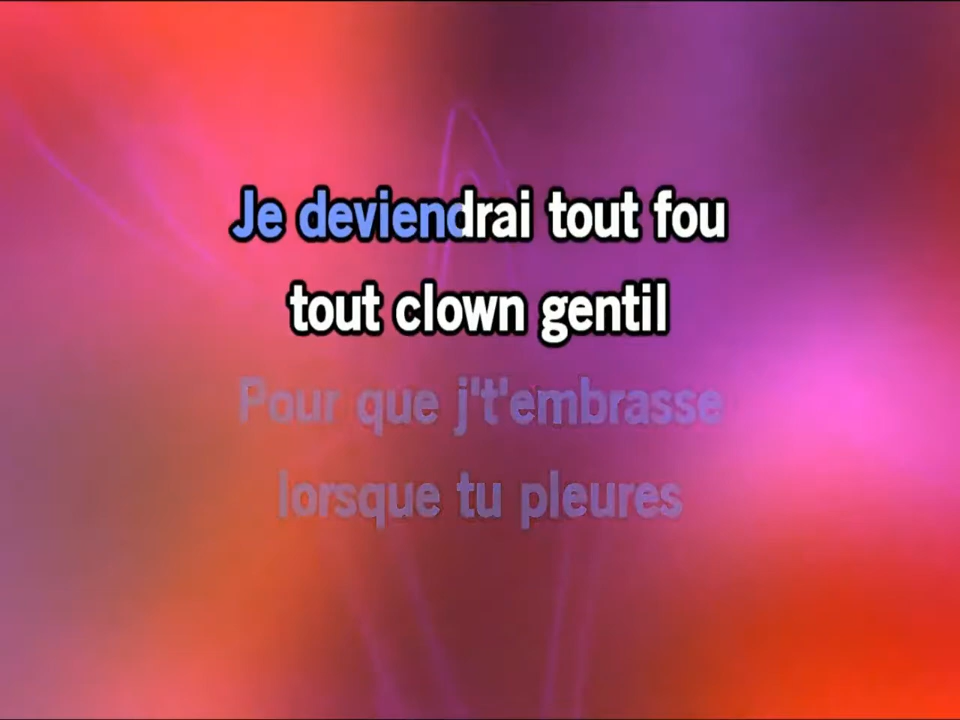 Je deviendrai tout fou
tout clown gentil
Pour que j't'embrasse
lorsque tu pleures